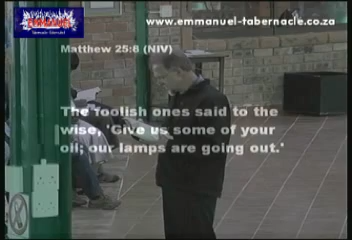 www.emmanuel-tabernacle.co.za
Matthew 25:8 (NIV)
The foolish ones said to the
wise, 'Give us some of your
oil; our lamps are going out.'